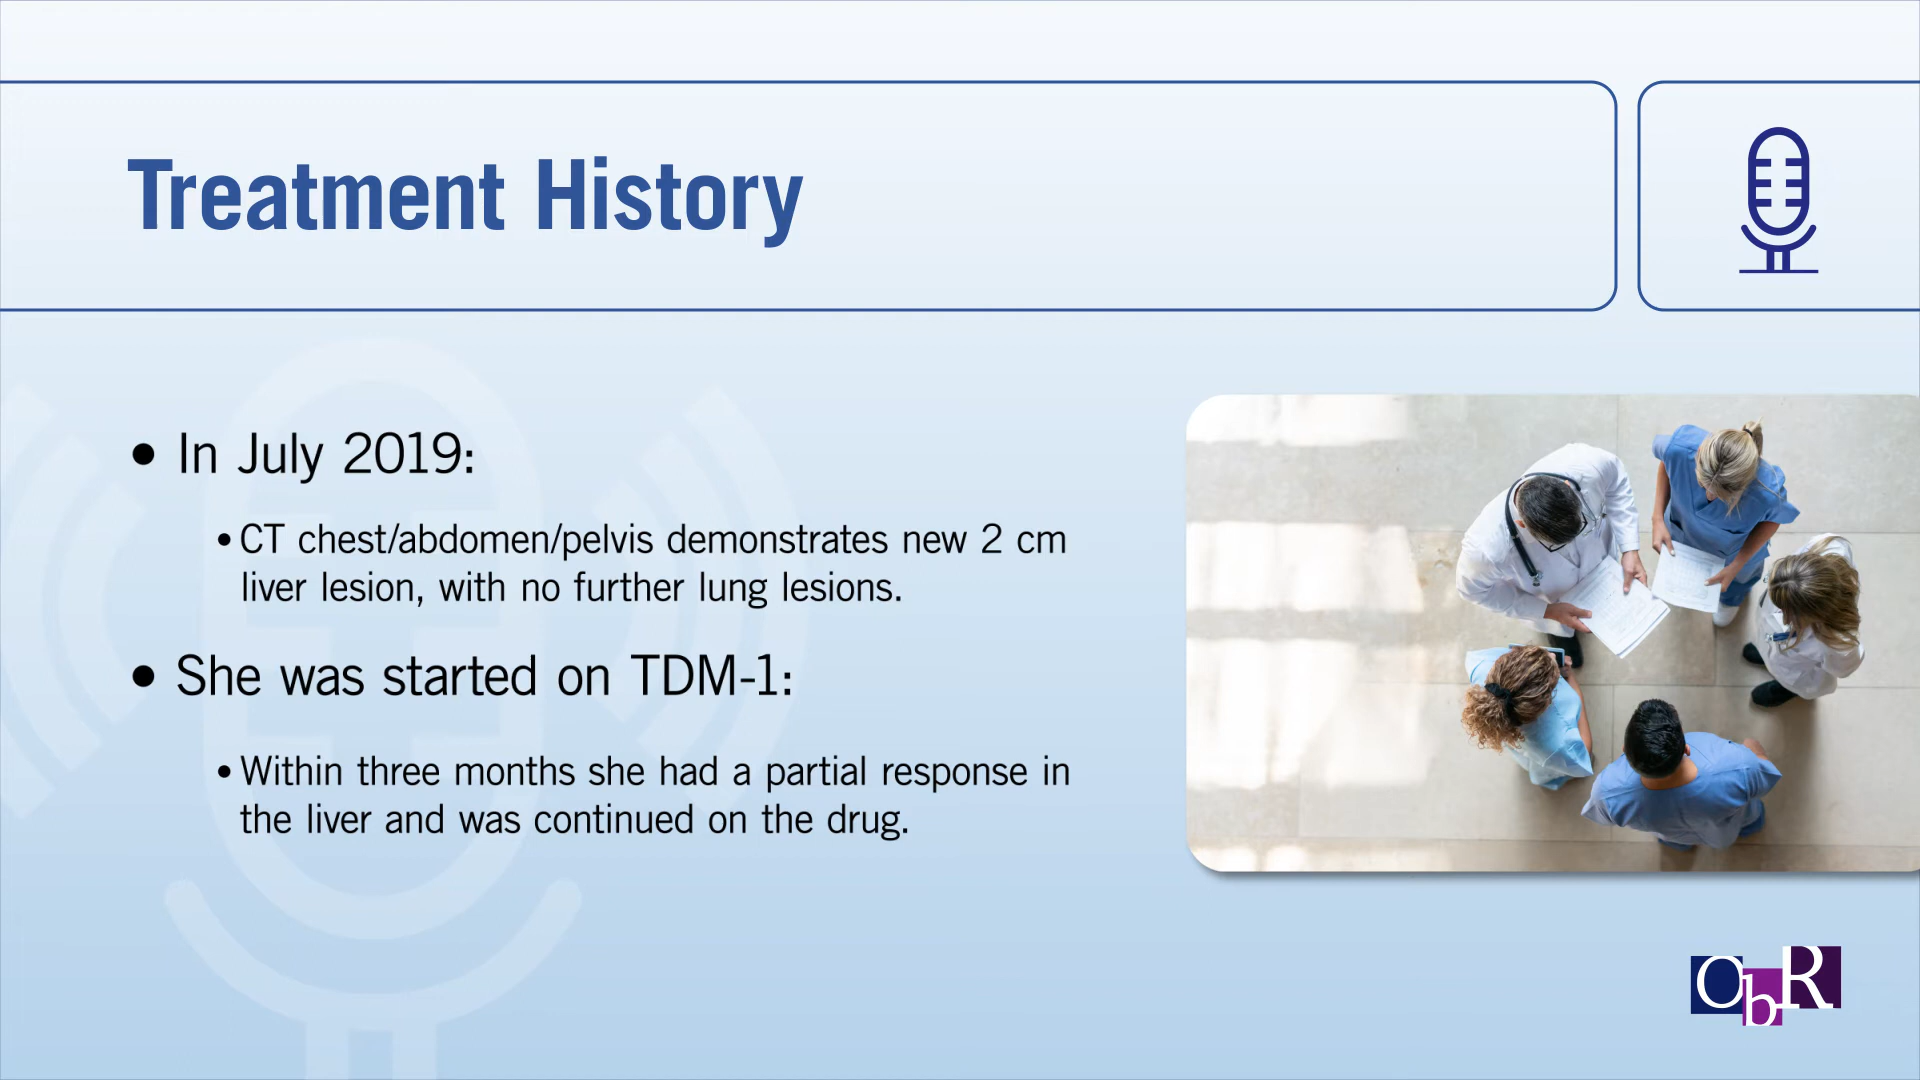 Treatment History
• In July 2019:
• CT chest/abdomen/pelvis demonstrates new 2 cm
liver lesion, with no further lung lesions.
• She was started on TDM-1:
• Within three months she had a partial response in
the liver and was continued on the drug.
ObR